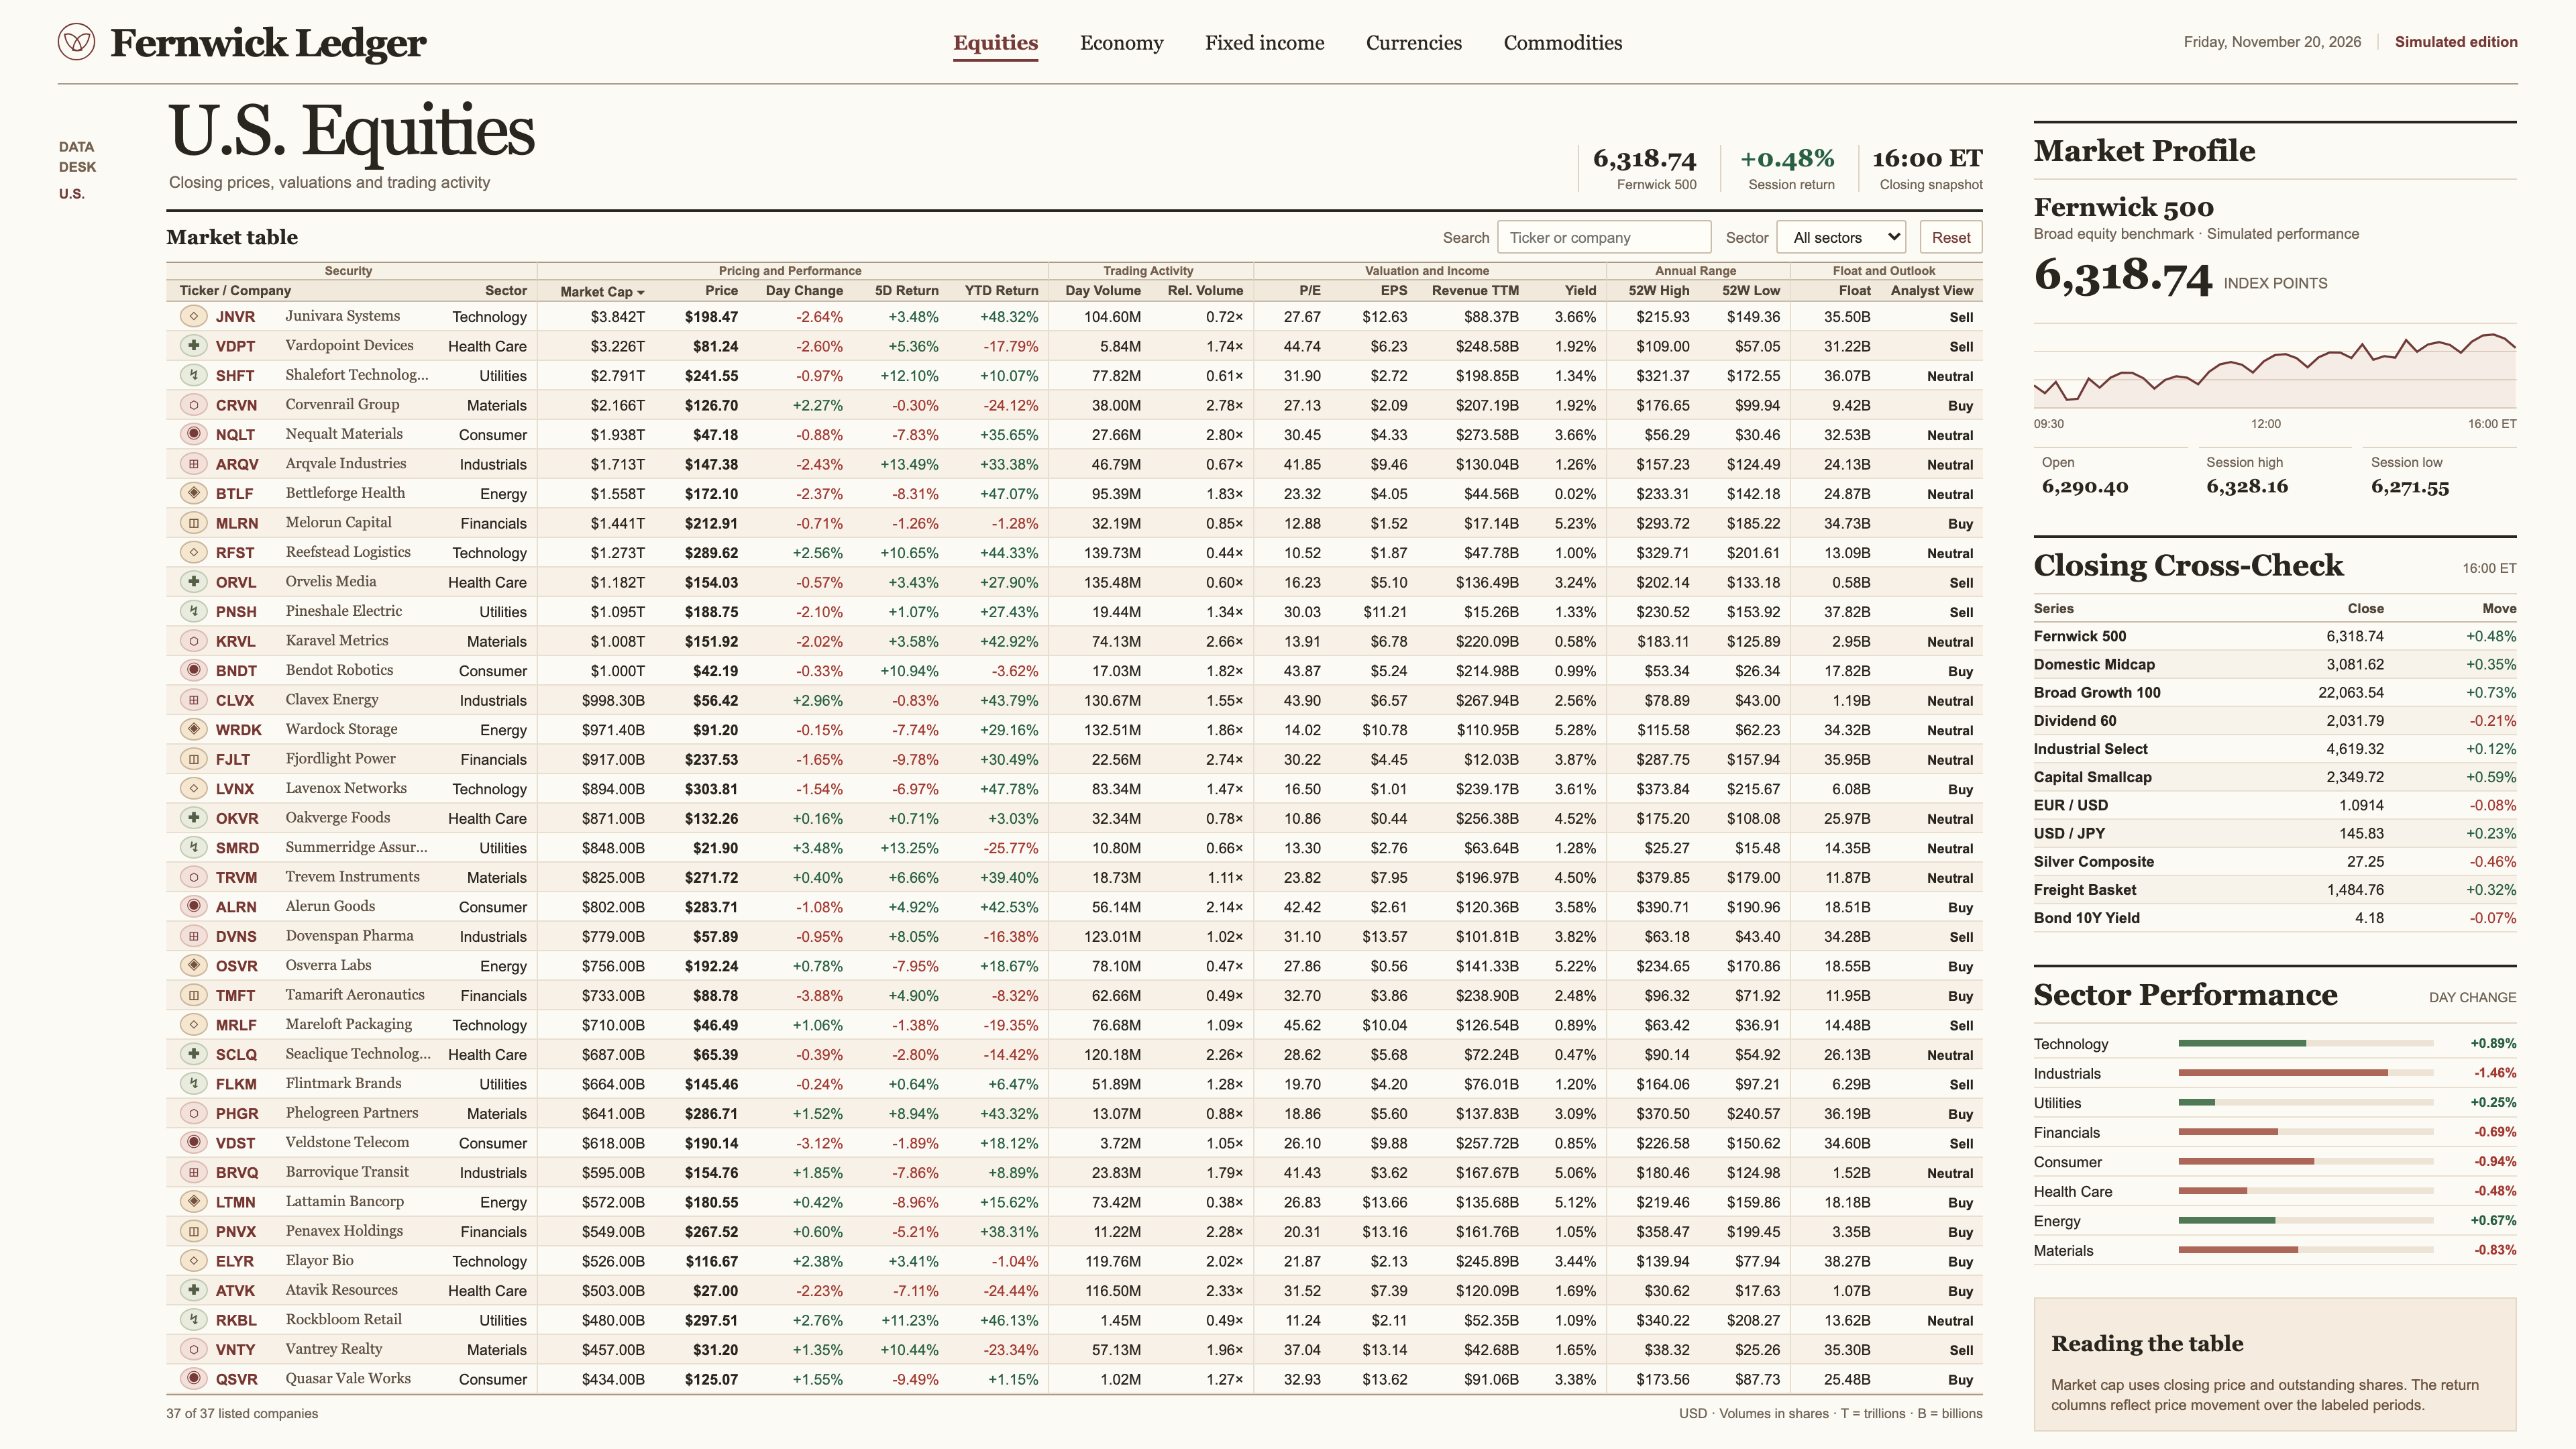 Fernwick Ledger
Equities Economy Fixed income Currencies Commodities
Friday, November 20, 2026 Simulated edition
DATA
DESK
U.S.
U.S. Equities
Closing prices, valuations and trading activity
6,318.74 +0.48% 16:00 ET
Fernwick 500 Session return Closing snapshot
Market table
Search Ticker or company Sector All sectors Reset
Security Pricing and Performance Trading Activity Valuation and Income Annual Range Float and Outlook
Ticker / Company Sector Market Cap Price Day Change 5D Return YTD Return Day Volume Rel. Volume P/E EPS Revenue TTM Yield 52W High 52W Low Float Analyst View
JNVR Junivara Systems Technology $3.842T $198.47 -2.64% +3.48% +48.32% 104.60M 0.72× 27.67 $12.63 $88.37B 3.66% $215.93 $149.36 35.50B Sell
VDPT Vardopoint Devices Health Care $3.226T $81.24 -2.60% +5.36% -17.79% 5.84M 1.74× 44.74 $6.23 $248.58B 1.92% $109.00 $57.05 31.22B Sell
SHFT Shalefort Technolog... Utilities $2.791T $241.55 -0.97% +12.10% +10.07% 77.82M 0.61× 31.90 $2.72 $198.85B 1.34% $321.37 $172.55 36.07B Neutral
CRVN Corvenrail Group Materials $2.166T $126.70 +2.27% -0.30% -24.12% 38.00M 2.78× 27.13 $2.09 $207.19B 1.92% $176.65 $99.94 9.42B Buy
NQLT Nequalt Materials Consumer $1.938T $47.18 -0.88% -7.83% +35.65% 27.66M 2.80× 30.45 $4.33 $273.58B 3.66% $56.29 $30.46 32.53B Neutral
ARQV Arqvale Industries Industrials $1.713T $147.38 -2.43% +13.49% +33.38% 46.79M 0.67× 41.85 $9.46 $130.04B 1.26% $157.23 $124.49 24.13B Neutral
BTLF Bettleforge Health Energy $1.558T $172.10 -2.37% -8.31% +47.07% 95.39M 1.83× 23.32 $4.05 $44.56B 0.02% $233.31 $142.18 24.87B Neutral
MLRN Melorun Capital Financials $1.441T $212.91 -0.71% -1.26% -1.28% 32.19M 0.85× 12.88 $1.52 $17.14B 5.23% $293.72 $185.22 34.73B Buy
RFST Reefstead Logistics Technology $1.273T $289.62 +2.56% +10.65% +44.33% 139.73M 0.44× 10.52 $1.87 $47.78B 1.00% $329.71 $201.61 13.09B Neutral
ORVL Orvelis Media Health Care $1.182T $154.03 -0.57% +3.43% +27.90% 135.48M 0.60× 16.23 $5.10 $136.49B 3.24% $202.14 $133.18 0.58B Sell
PNSH Pineshale Electric Utilities $1.095T $188.75 -2.10% +1.07% +27.43% 19.44M 1.34× 30.03 $11.21 $15.26B 1.33% $230.52 $153.92 37.82B Sell
KRVL Karavel Metrics Materials $1.008T $151.92 -2.02% +3.58% +42.92% 74.13M 2.66× 13.91 $6.78 $220.09B 0.58% $183.11 $125.89 2.95B Neutral
BNDT Bendot Robotics Consumer $1.000T $42.19 -0.33% +10.94% -3.62% 17.03M 1.82× 43.87 $5.24 $214.98B 0.99% $53.34 $26.34 17.82B Buy
CLVX Clavex Energy Industrials $998.30B $56.42 +2.96% -0.83% +43.79% 130.67M 1.55× 43.90 $6.57 $267.94B 2.56% $78.89 $43.00 1.19B Neutral
WRDK Wardock Storage Energy $971.40B $91.20 -0.15% -7.74% +29.16% 132.51M 1.86× 14.02 $10.78 $110.95B 5.28% $115.58 $62.23 34.32B Neutral
FJLT Fjordlight Power Financials $917.00B $237.53 -1.65% -9.78% +30.49% 22.56M 2.74× 30.22 $4.45 $12.03B 3.87% $287.75 $157.94 35.95B Neutral
LVNX Lavenox Networks Technology $894.00B $303.81 -1.54% -6.97% +47.78% 83.34M 1.47× 16.50 $1.01 $239.17B 3.61% $373.84 $215.67 6.08B Buy
OKVR Oakverge Foods Health Care $871.00B $132.26 +0.16% +0.71% +3.03% 32.34M 0.78× 10.86 $0.44 $256.38B 4.52% $175.20 $108.08 25.97B Neutral
SMRD Summerridge Assur... Utilities $848.00B $21.90 +3.48% +13.25% -25.77% 10.80M 0.66× 13.30 $2.76 $63.64B 1.28% $25.27 $15.48 14.35B Neutral
TRVM Trevem Instruments Materials $825.00B $271.72 +0.40% +6.66% +39.40% 18.73M 1.11× 23.82 $7.95 $196.97B 4.50% $379.85 $179.00 11.87B Neutral
ALRN Alerun Goods Consumer $802.00B $283.71 -1.08% +4.92% +42.53% 56.14M 2.14× 42.42 $2.61 $120.36B 3.58% $390.71 $190.96 18.51B Buy
DVNS Dovenspan Pharma Industrials $779.00B $57.89 -0.95% +8.05% -16.38% 123.01M 1.02× 31.10 $13.57 $101.81B 3.82% $63.18 $43.40 34.28B Sell
OSVR Osverra Labs Energy $756.00B $192.24 +0.78% -7.95% +18.67% 78.10M 0.47× 27.86 $0.56 $141.33B 5.22% $234.65 $170.86 18.55B Buy
TMFT Tamarift Aeronautics Financials $733.00B $88.78 -3.88% +4.90% -8.32% 62.66M 0.49× 32.70 $3.86 $238.90B 2.48% $96.32 $71.92 11.95B Buy
MRLF Mareloft Packaging Technology $710.00B $46.49 +1.06% -1.38% -19.35% 76.68M 1.09× 45.62 $10.04 $126.54B 0.89% $63.42 $36.91 14.48B Sell
SCLQ Seaclique Technolog... Health Care $687.00B $65.39 -0.39% -2.80% -14.42% 120.18M 2.26× 28.62 $5.68 $72.24B 0.47% $90.14 $54.92 26.13B Neutral
FLKM Flintmark Brands Utilities $664.00B $145.46 -0.24% +0.64% +6.47% 51.89M 1.28× 19.70 $4.20 $76.01B 1.20% $164.06 $97.21 6.29B Sell
PHGR Phelogreen Partners Materials $641.00B $286.71 +1.52% +8.94% +43.32% 13.07M 0.88× 18.86 $5.60 $137.83B 3.09% $370.50 $240.57 36.19B Buy
VDST Veldstone Telecom Consumer $618.00B $190.14 -3.12% -1.89% +18.12% 3.72M 1.05× 26.10 $9.88 $257.72B 0.85% $226.58 $150.62 34.60B Sell
BRVQ Barrovique Transit Industrials $595.00B $154.76 +1.85% -7.86% +8.89% 23.83M 1.79× 41.43 $3.62 $167.67B 5.06% $180.46 $124.98 1.52B Neutral
LTMN Lattamin Bancorp Energy $572.00B $180.55 +0.42% -8.96% +15.62% 73.42M 0.38× 26.83 $13.66 $135.68B 5.12% $219.46 $159.86 18.18B Buy
PNVX Penavex Holdings Financials $549.00B $267.52 +0.60% -5.21% +38.31% 11.22M 2.28× 20.31 $13.16 $161.76B 1.05% $358.47 $199.45 3.35B Buy
ELYR Elayor Bio Technology $526.00B $116.67 +2.38% +3.41% -1.04% 119.76M 2.02× 21.87 $2.13 $245.89B 3.44% $139.94 $77.94 38.27B Buy
ATVK Atavik Resources Health Care $503.00B $27.00 -2.23% -7.11% -24.44% 116.50M 2.33× 31.52 $7.39 $120.09B 1.69% $30.62 $17.63 1.07B Buy
RKBL Rockbloom Retail Utilities $480.00B $297.51 +2.76% +11.23% +46.13% 1.45M 0.49× 11.24 $2.11 $52.35B 1.09% $340.22 $208.27 13.62B Neutral
VNTY Vantrey Realty Materials $457.00B $31.20 +1.35% +10.44% -23.34% 57.13M 1.96× 37.04 $13.14 $42.68B 1.65% $38.32 $25.26 35.30B Sell
QSVR Quasar Vale Works Consumer $434.00B $125.07 +1.55% -9.49% +1.15% 1.02M 1.27× 32.93 $13.62 $91.06B 3.38% $173.56 $87.73 25.48B Buy
37 of 37 listed companies
USD · Volumes in shares · T = trillions · B = billions
Market Profile
Fernwick 500
Broad equity benchmark · Simulated performance
6,318.74 INDEX POINTS
09:30 12:00 16:00 ET
Open Session high Session low
6,290.40 6,328.16 6,271.55
Closing Cross-Check 16:00 ET
Series Close Move
Fernwick 500 6,318.74 +0.48%
Domestic Midcap 3,081.62 +0.35%
Broad Growth 100 22,063.54 +0.73%
Dividend 60 2,031.79 -0.21%
Industrial Select 4,619.32 +0.12%
Capital Smallcap 2,349.72 +0.59%
EUR / USD 1.0914 -0.08%
USD / JPY 145.83 +0.23%
Silver Composite 27.25 -0.46%
Freight Basket 1,484.76 +0.32%
Bond 10Y Yield 4.18 -0.07%
Sector Performance DAY CHANGE
Technology +0.89%
Industrials -1.46%
Utilities +0.25%
Financials -0.69%
Consumer -0.94%
Health Care -0.48%
Energy +0.67%
Materials -0.83%
Reading the table
Market cap uses closing price and outstanding shares. The return
columns reflect price movement over the labeled periods.